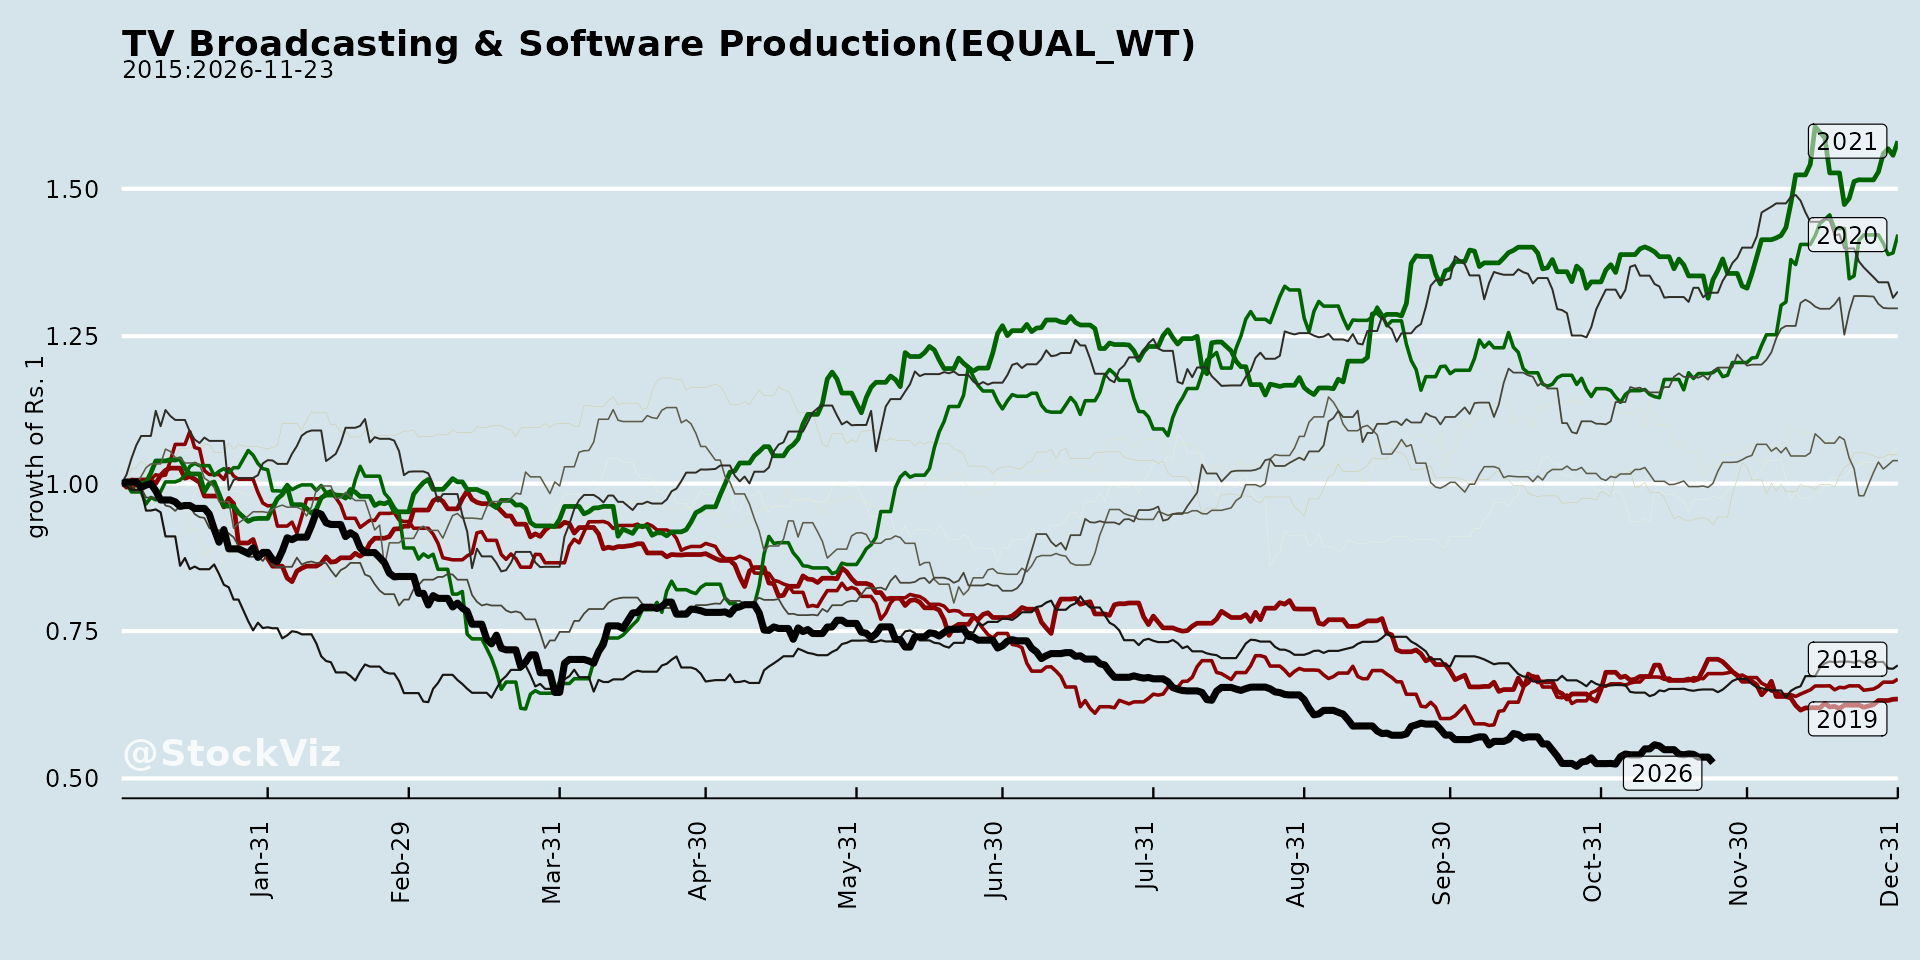 TV Broadcasting & Software Production(EQUAL_WT)
2015:2026-11-23
growth of Rs. 1
1.50
1.25
1.00
0.75
0.50
2021
2020
2018
2019
2026
@StockViz
Jan-31
Feb-29
Mar-31
Apr-30
May-31
Jun-30
Jul-31
Aug-31
Sep-30
Oct-31
Nov-30
Dec-31